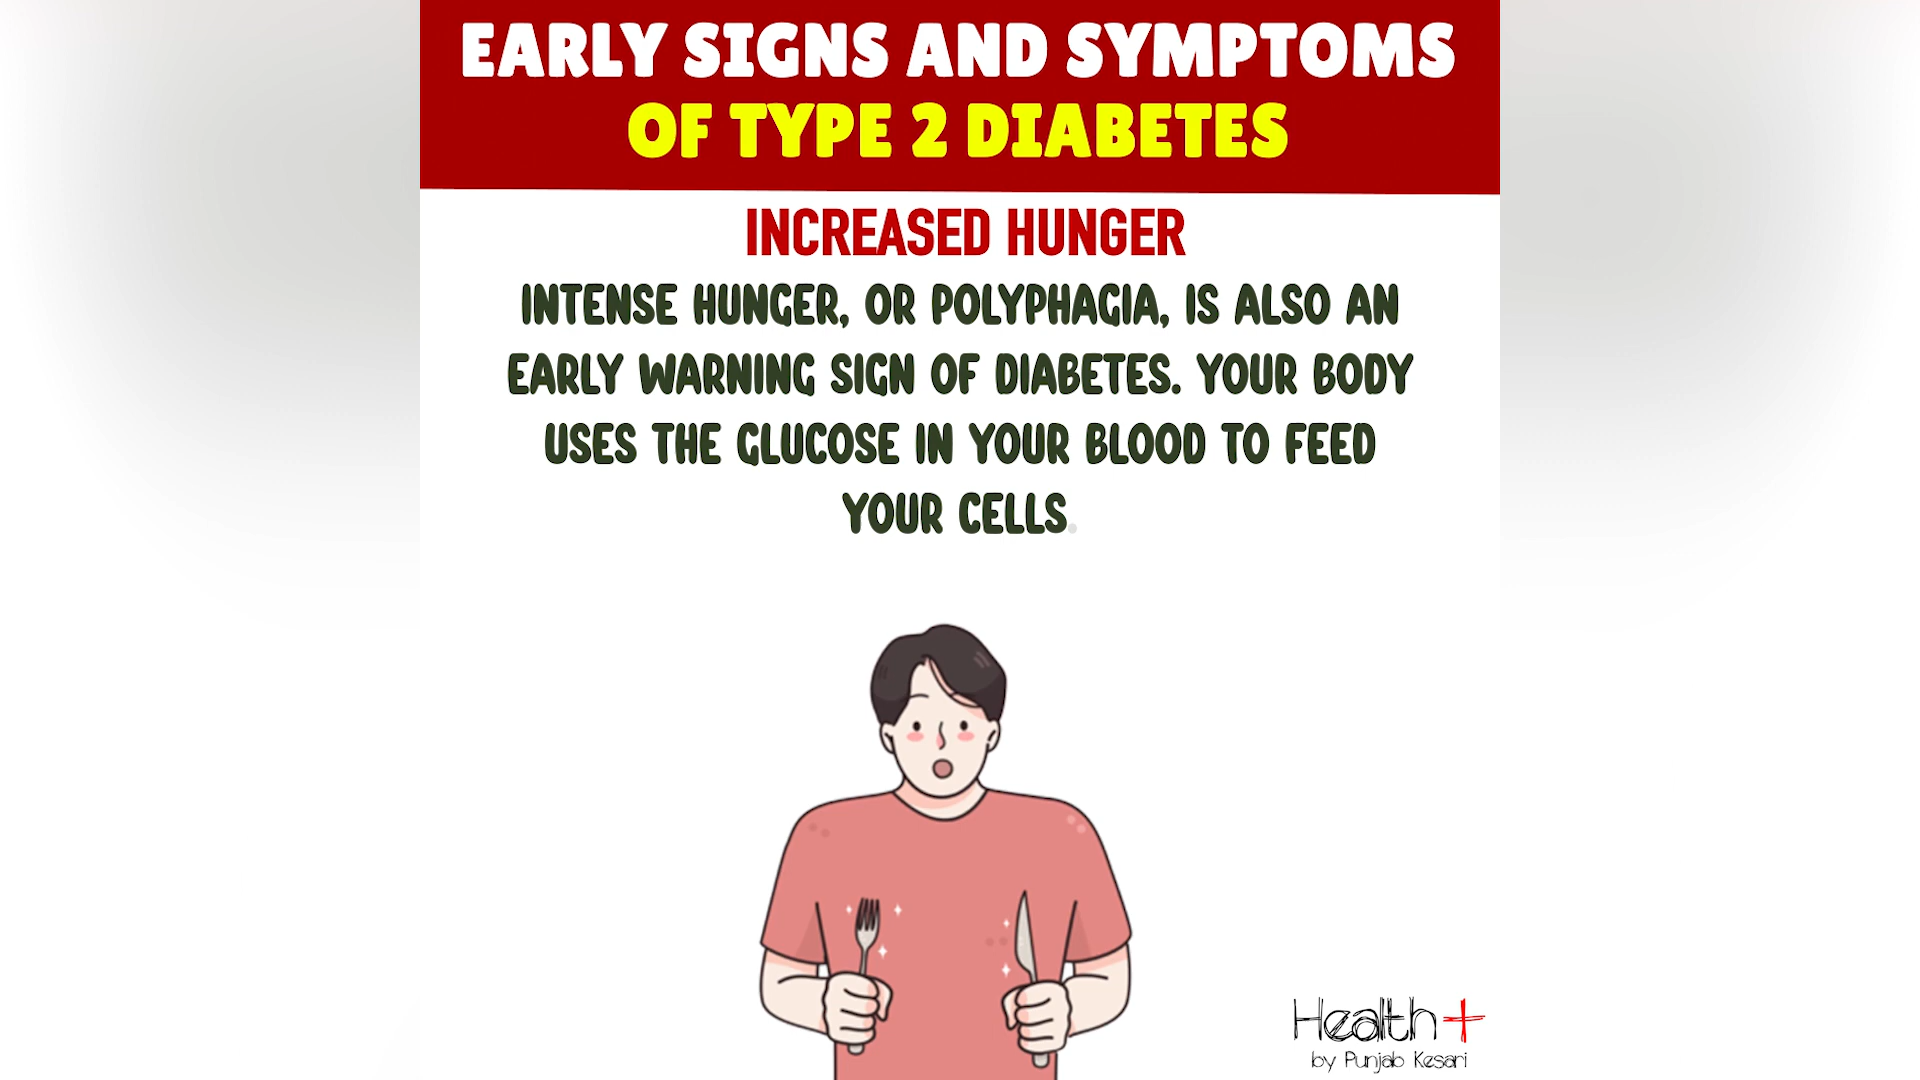 EARLY SIGNS AND SYMPTOMS
OF TYPE 2 DIABETES
INCREASED HUNGER
INTENSE HUNGER, OR POLYPHAGIA, IS ALSO AN
EARLY WARNING SIGN OF DIABETES. YOUR BODY
USES THE GLUCOSE IN YOUR BLOOD TO FEED
YOUR CELLS.
Health+
by Punjab Kesari